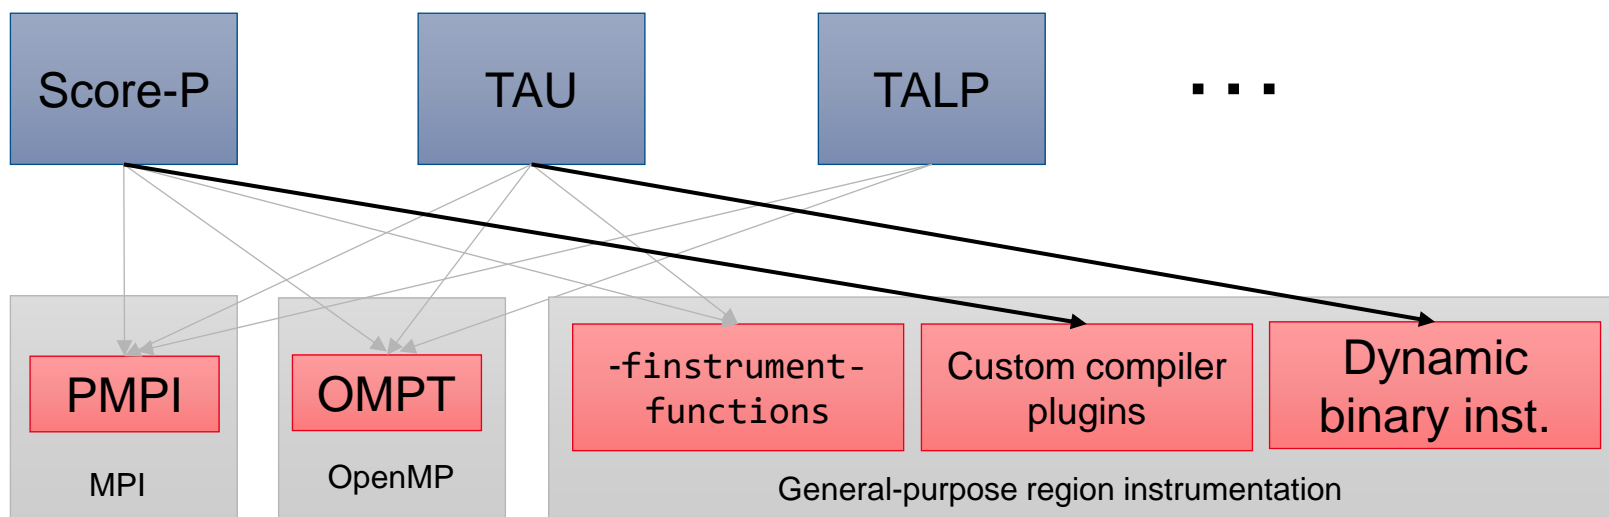 Score-P
TAU
TALP
...
PMPI
OMPT
-finstrument-
functions
Custom compiler
plugins
Dynamic
binary inst.
MPI
OpenMP
General-purpose region instrumentation